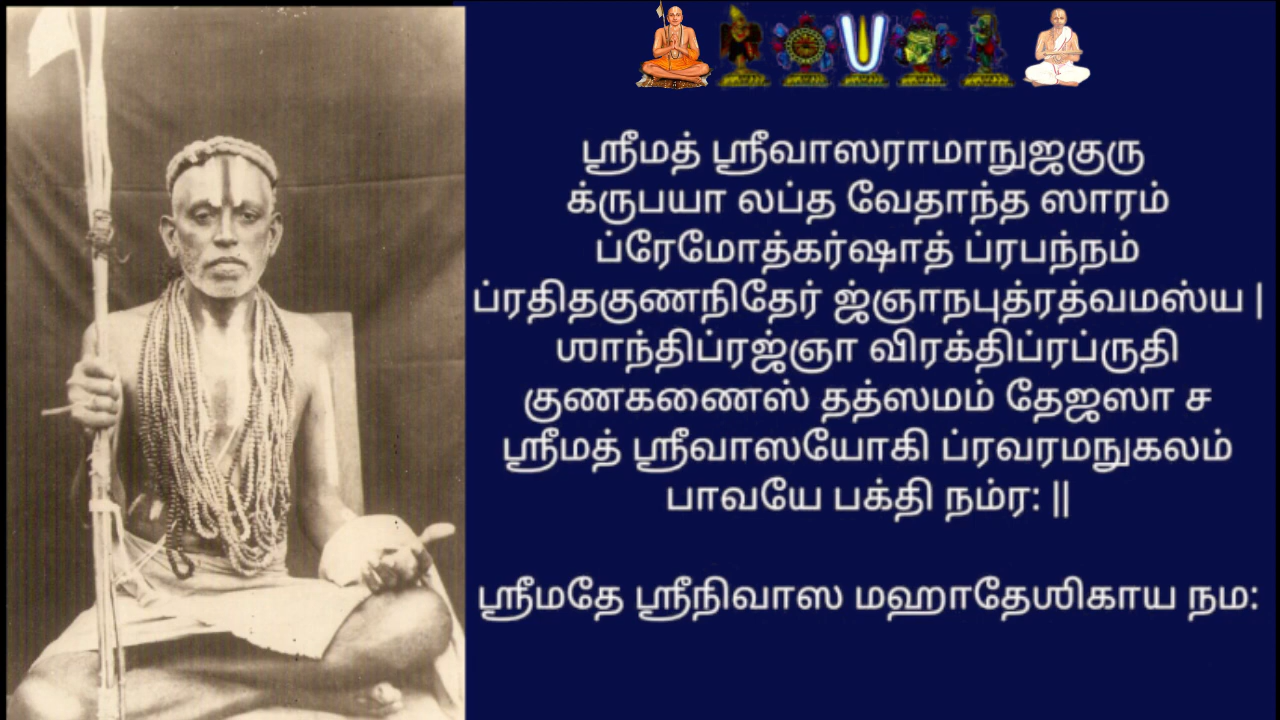 ஸ்ரீமத் ஸ்ரீவாஸராமாநுஜகுரு
க்ருபயா லப்த வேதாந்த ஸாரம்
ப்ரேமோத்கர்ஷாத் ப்ரபந்நம்
ப்ரதிதகுணநிதேர் ஜ்ஞாநபுத்ரத்வமஸ்ய |
ஶாந்திப்ரஜ்ஞா விரக்திப்ரப்ருதி
குணகணைஸ் தத்ஸமம் தேஜஸா ச
ஸ்ரீமத் ஸ்ரீவாஸயோகி ப்ரவரமநுகலம்
பாவயே பக்தி நம்ர: ||
ஸ்ரீமதே ஸ்ரீநிவாஸ மஹாதேஶிகாய நம: